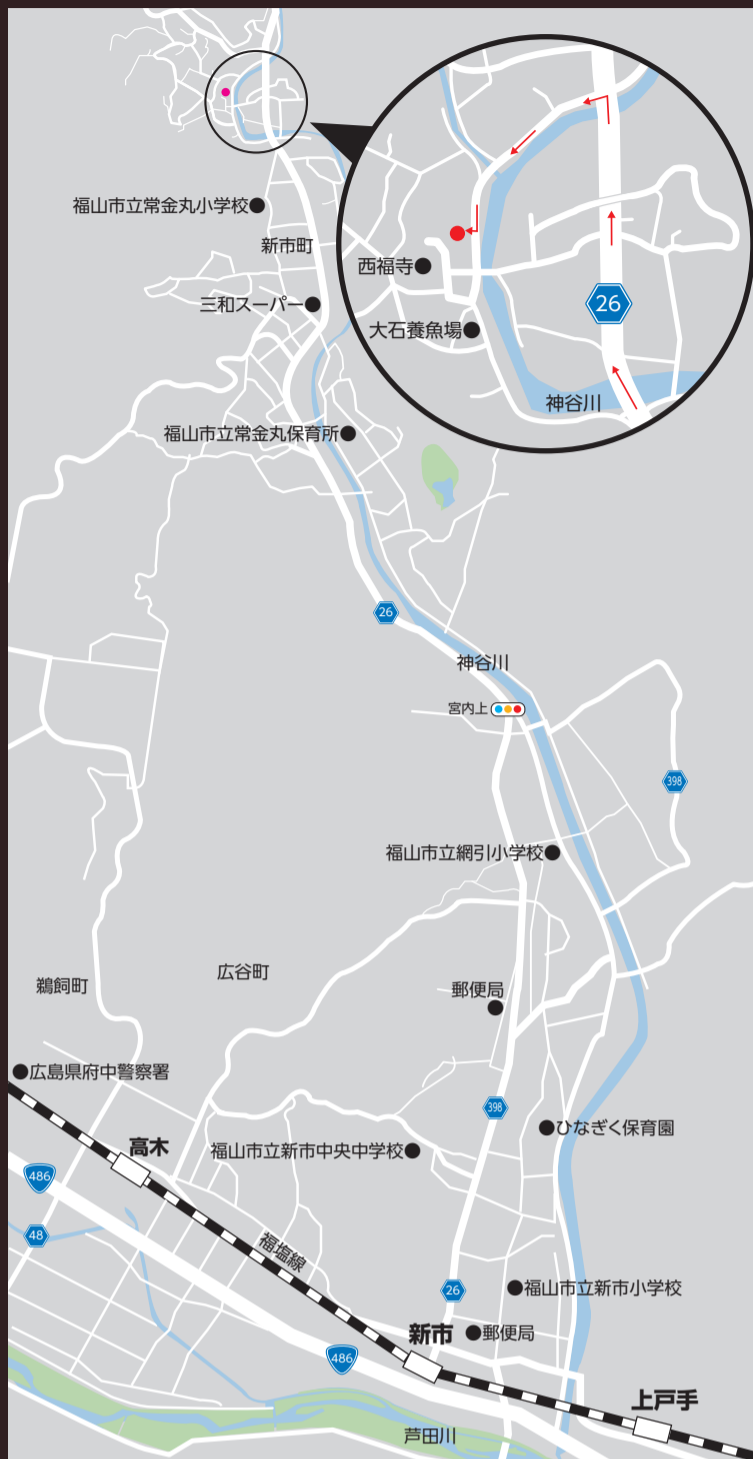 福山市立常金丸小学校
新市町
西福寺
三和スーパー
26
大石養魚場
神谷川
福山市立常金丸保育所
26
神谷川
宮内上
398
福山市立網引小学校
広谷町
鵜飼町
郵便局
広島県府中警察署
398
ひなぎく保育園
高木
福山市立新市中央中学校
486
48
福塩線
26
福山市立新市小学校
新市
郵便局
486
上戸手
芦田川